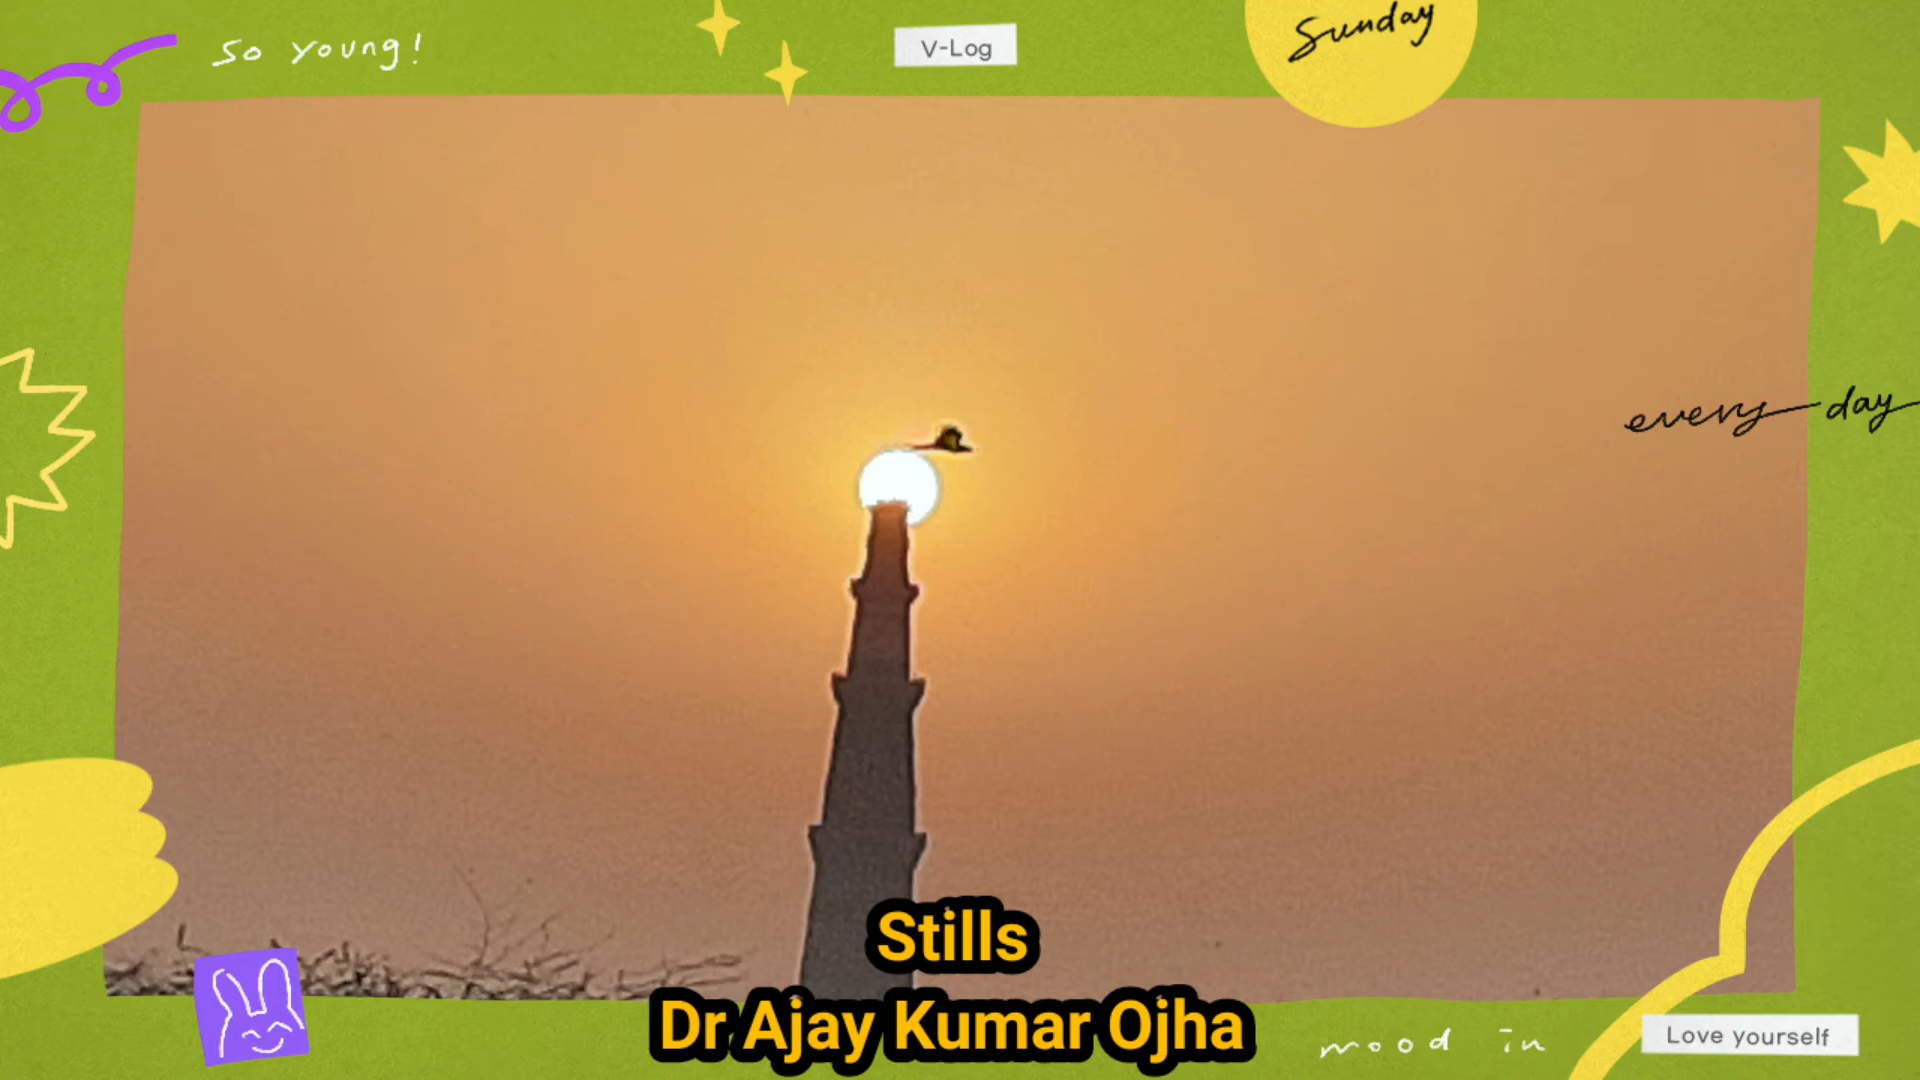 So Young!
V-Log
Sunday
every day
Stills
Dr Ajay Kumar Ojha
mood in
Love yourself